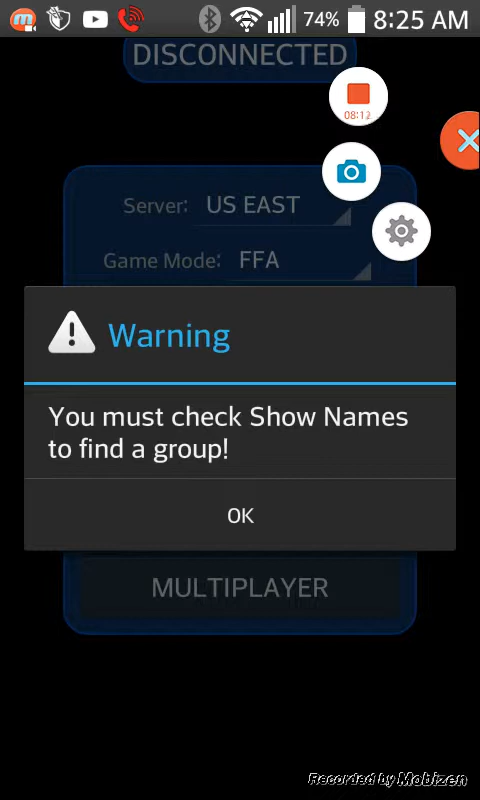 74% 8:25 AM
DISCONNECTED
08:12
Server: US EAST
Game Mode: FFA
Warning
You must check Show Names
to find a group!
OK
MULTIPLAYER
Recorded by Mobizen